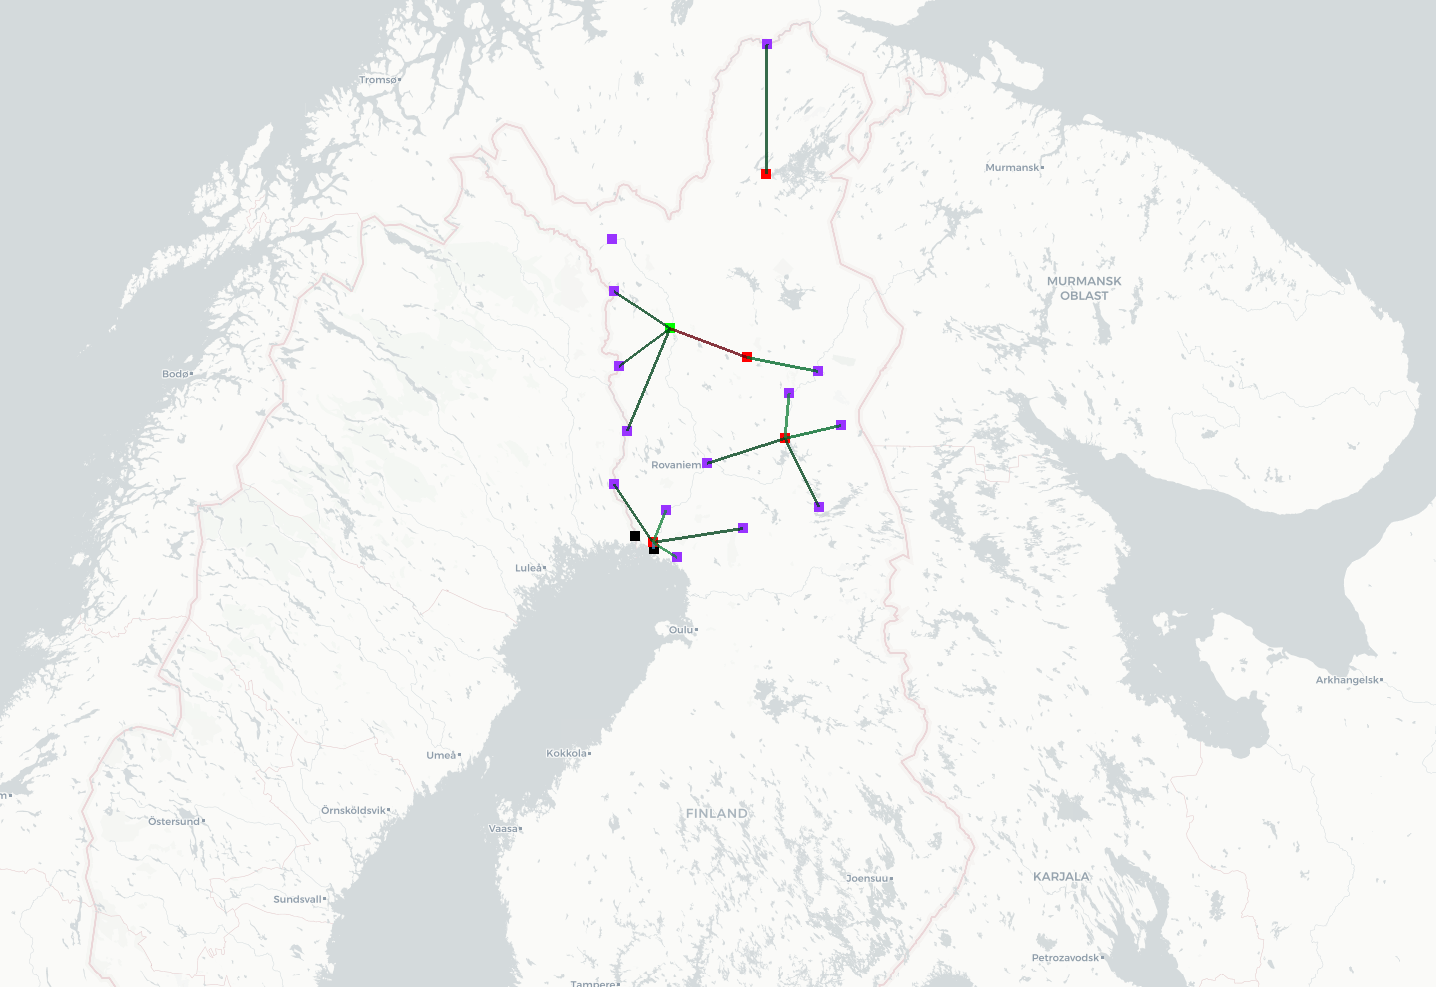 Tromsø
Murmansk
MURMANSK
OBLAST
Bodø
Rovaniem
Luleå
Oulu
Arkhangelsk
Umeå
Kokkola
m
Örnsköldsvik
FINLAND
Östersund
Vaasa
KARJALA
Joensuu
Sundsvall
Petrozavodsk
Tampere